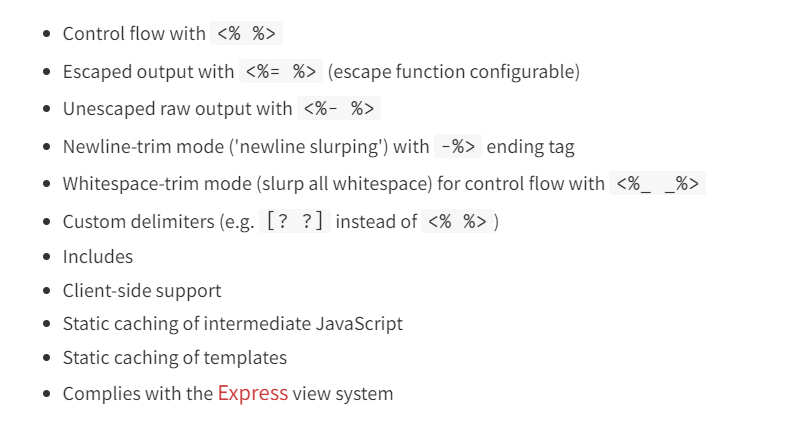 • Control flow with <% %>
• Escaped output with <%= %> (escape function configurable)
• Unescaped raw output with <%- %>
• Newline-trim mode ('newline slurping') with -%> ending tag
• Whitespace-trim mode (slurp all whitespace) for control flow with <%_ _%>
• Custom delimiters (e.g. [? ?] instead of <% %> )
• Includes
• Client-side support
• Static caching of intermediate JavaScript
• Static caching of templates
• Complies with the Express view system